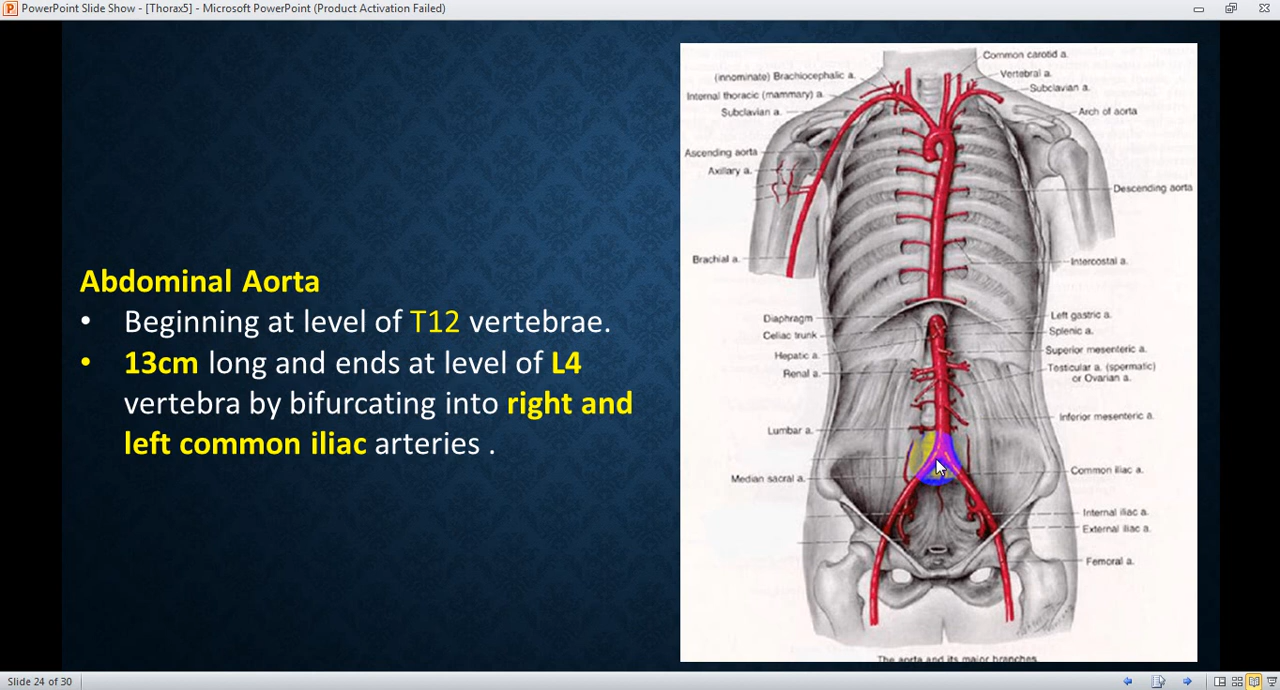 PowerPoint Slide Show - [Thorax5] - Microsoft PowerPoint (Product Activation Failed)
Abdominal Aorta
• Beginning at level of T12 vertebrae.
• 13cm long and ends at level of L4
vertebra by bifurcating into right and
left common iliac arteries .
Common carotid a.
(innominate) Brachiocephalic a.
Vertebral a.
Internal thoracic (mammary) a.
Subclavian a.
Subclavian a.
Arch of aorta
Ascending aorta
Axillary a.
Descending aorta
Brachial a.
Intercostal a.
Diaphragm
Left gastric a.
Celiac trunk
Splenic a.
Hepatic a.
Superior mesenteric a.
Renal a.
Testicular a. (spermatic)
or Ovarian a.
Inferior mesenteric a.
Lumbar a.
Common iliac a.
Median sacral a.
Internal iliac a.
External iliac a.
Femoral a.
The aorta and its major branches
Slide 24 of 30